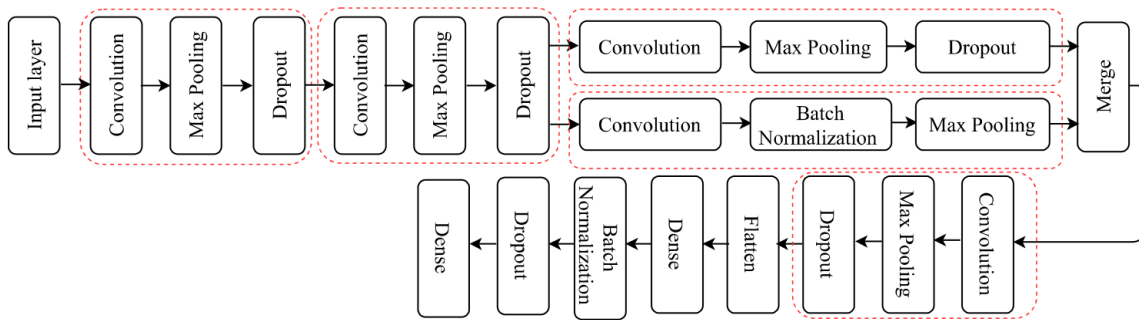 Input layer
Convolution
Max Pooling
Dropout
Convolution
Max Pooling
Dropout
Convolution
Max Pooling
Dropout
Convolution
Batch
Normalization
Max Pooling
Merge
Convolution
Max Pooling
Dropout
Flatten
Dense
Batch
Normalization
Dropout
Dense